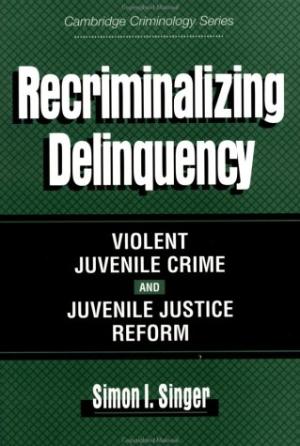 Cambridge Criminology Series
Recriminalizing
Delinquency
VIOLENT
JUVENILE CRIME
AND
JUVENILE JUSTICE
REFORM
Simon I. Singer